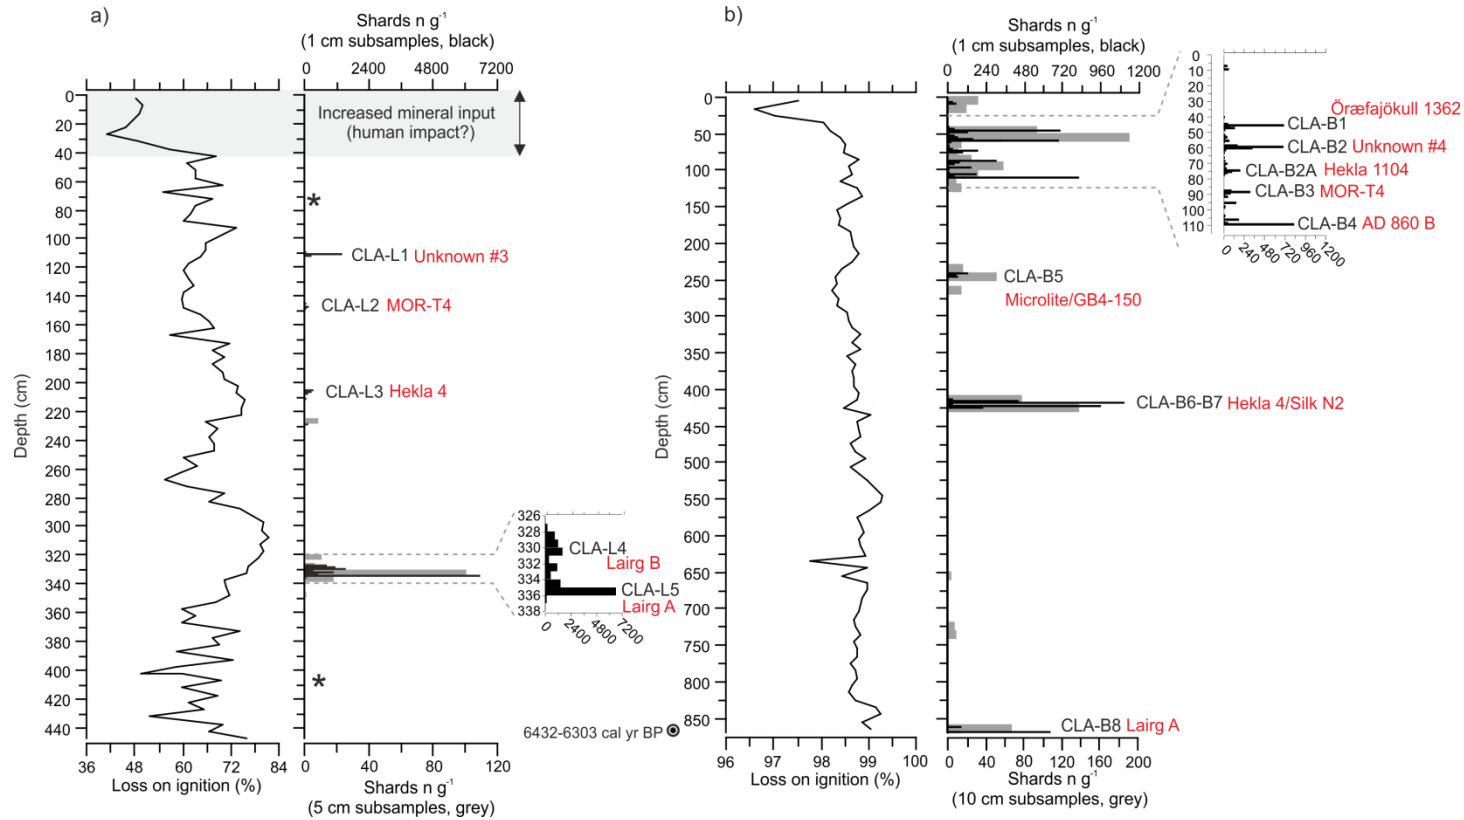 a)
Shards n g-1
(1 cm subsamples, black)
0 2400 4800 7200
0
20
40
60
80
100
120
140
160
180
200
220
240
260
280
300
320
340
360
380
400
420
440
Depth (cm)
Increased mineral input
(human impact?)
*
CLA-L1 Unknown #3
CLA-L2 MOR-T4
CLA-L3 Hekla 4
326
328
330
332
334
336
338
CLA-L4
Lairg B
CLA-L5
Lairg A
0 2400 4800 7200
*
6432-6303 cal yr BP
36 48 60 72 84
Loss on ignition (%)
0 40 80 120
Shards n g-1
(5 cm subsamples, grey)
b)
Shards n g-1
(1 cm subsamples, black)
0 240 480 720 960 1200
0
50
100
150
200
250
300
350
400
450
500
550
600
650
700
750
800
850
Depth (cm)
0
10
30
40
50
60
70
80
90
100
110
Öræfajökull 1362
CLA-B1
CLA-B2 Unknown #4
CLA-B2A Hekla 1104
CLA-B3 MOR-T4
CLA-B4 AD 860 B
0 240 480 720 960 1200
CLA-B5
Microlite/GB4-150
CLA-B6-B7 Hekla 4/Silk N2
CLA-B8 Lairg A
96 97 98 99 100
Loss on ignition (%)
0 40 80 120 160 200
Shards n g-1
(10 cm subsamples, grey)